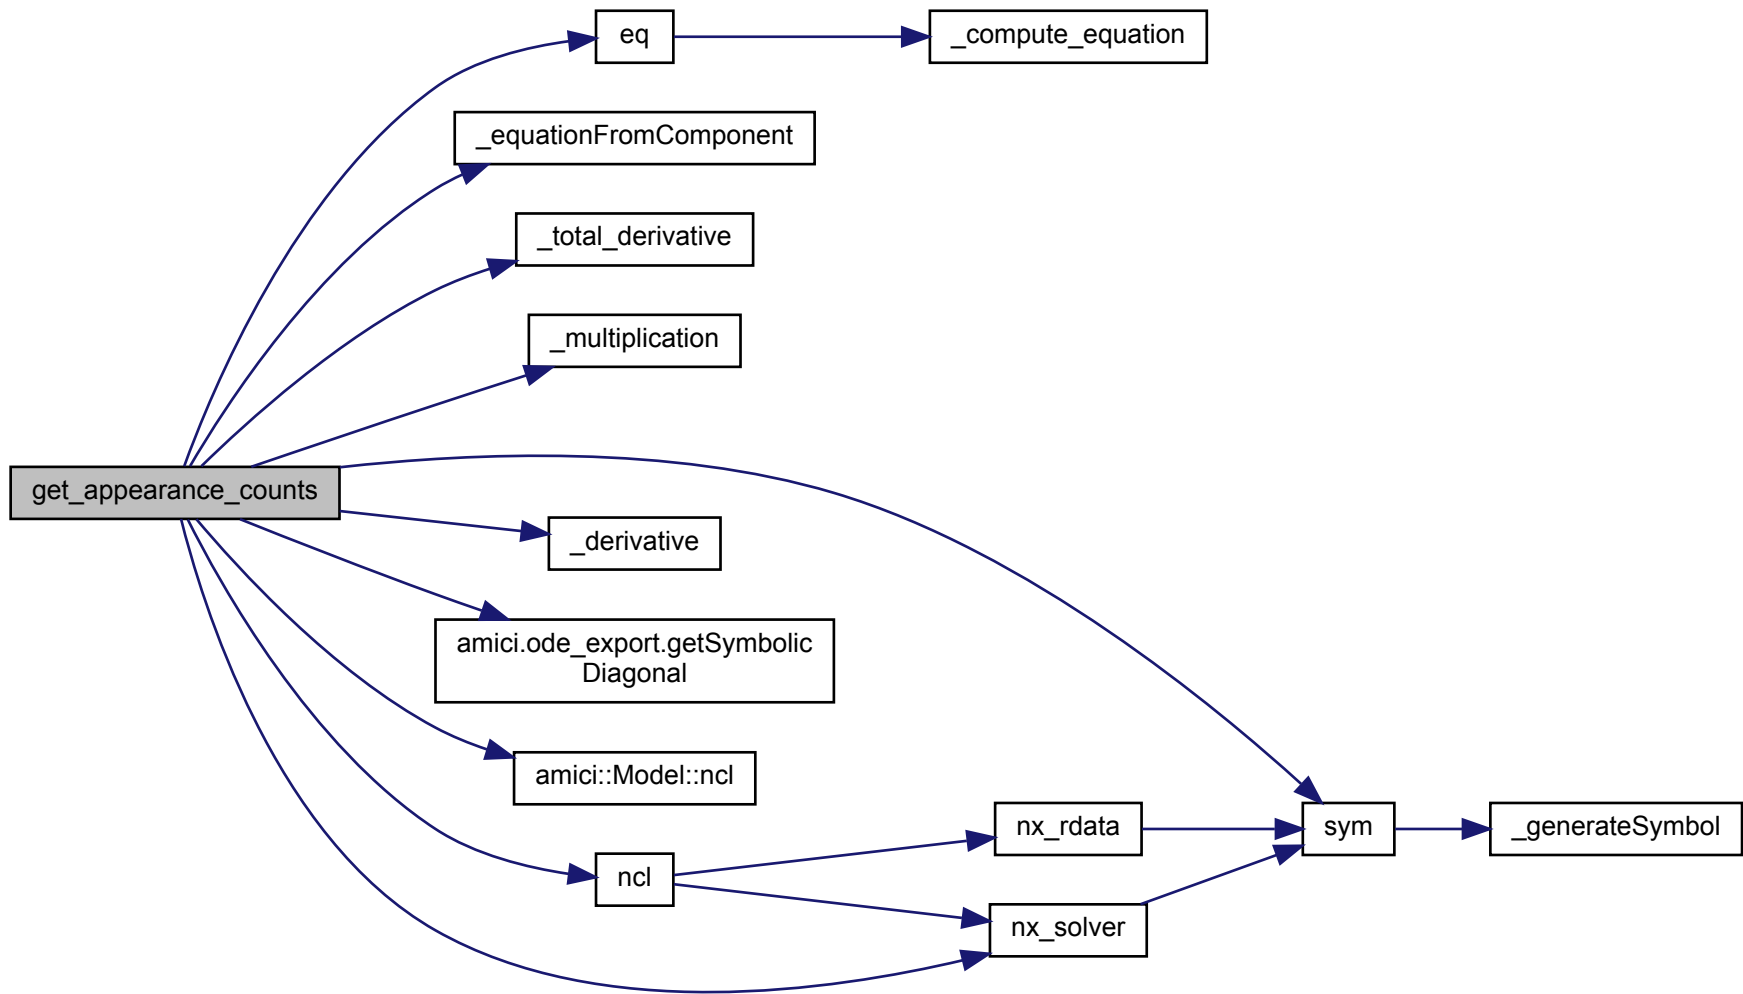 eq
_compute_equation
_equationFromComponent
_total_derivative
_multiplication
get_appearance_counts
_derivative
amici.ode_export.getSymbolic
Diagonal
amici::Model::ncl
nx_rdata
sym
_generateSymbol
ncl
nx_solver